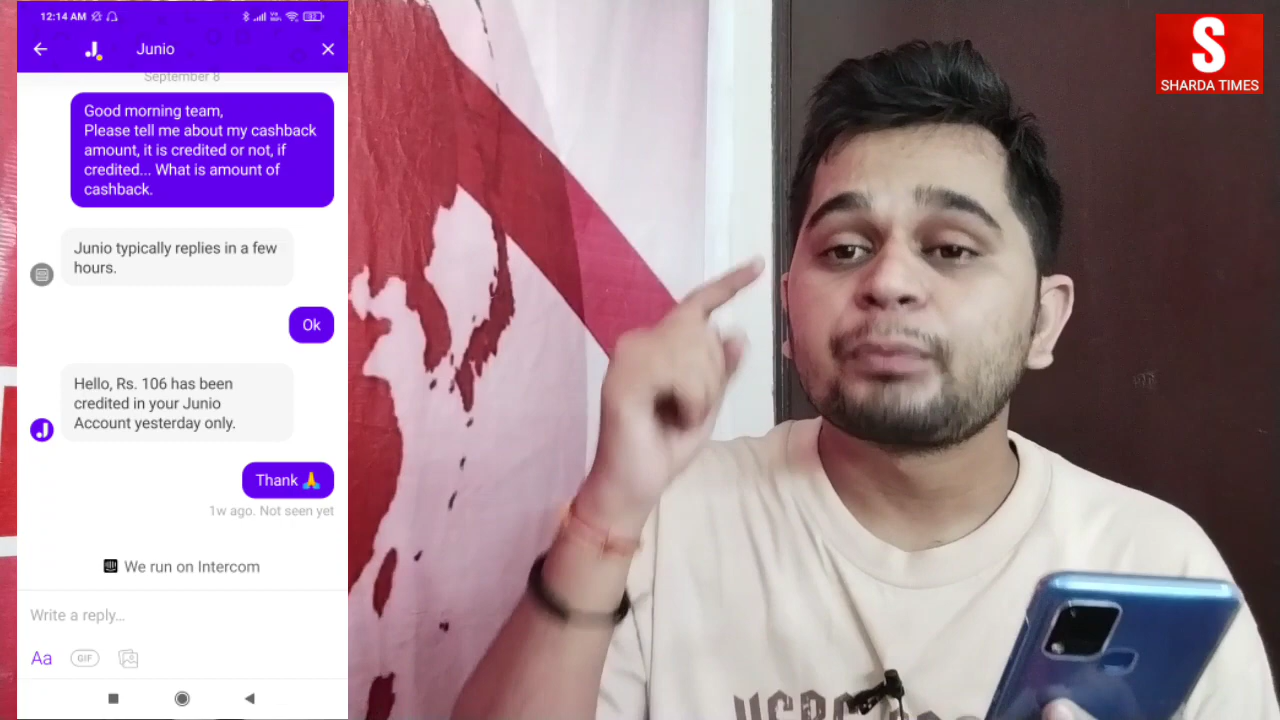 12:14 AM
Junio
September 8
Good morning team,
Please tell me about my cashback
amount, it is credited or not, if
credited... What is amount of
cashback.
Junio typically replies in a few
hours.
Ok
Hello, Rs. 106 has been
credited in your Junio
Account yesterday only.
Thank 🙏
1w ago. Not seen yet
We run on Intercom
Write a reply...
Aa
GIF
S
SHARDA TIMES